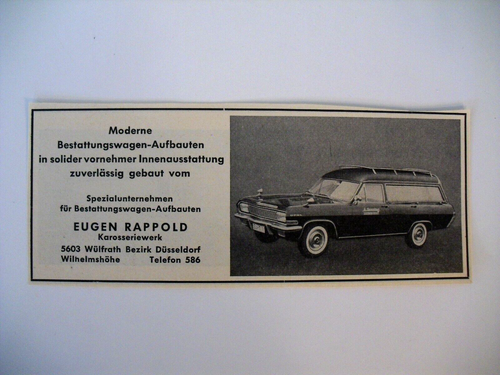 Moderne
Bestattungswagen-Aufbauten
in solider vornehmer Innenausstattung
zuverlässig gebaut vom
Spezialunternehmen
für Bestattungswagen-Aufbauten
EUGEN RAPPOLD
Karosseriewerk
5603 Wülfrath Bezirk Düsseldorf
Wilhelmshöhe Telefon 586